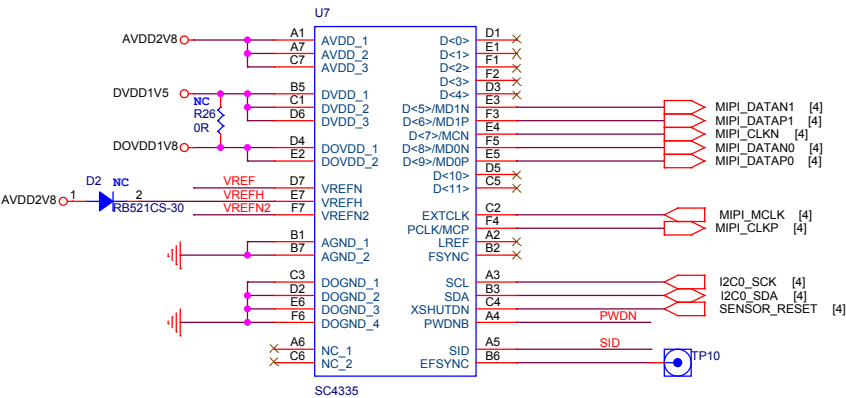 U7
AVDD2V8 A1 AVDD_1 D<0> D1
A7 AVDD_2 D<1> E1
C7 AVDD_3 D<2> F1
D<3> F2
DVDD1V5 B5 DVDD_1 D<4> D3
NC C1 DVDD_2 D<5>/MD1N E3 MIPI_DATAN1 [4]
R26 D6 DVDD_3 D<6>/MD1P F3 MIPI_DATAP1 [4]
0R D<7>/MCN E4 MIPI_CLKN [4]
DOVDD1V8 D4 DOVDD_1 D<8>/MD0N F5 MIPI_DATAN0 [4]
E2 DOVDD_2 D<9>/MD0P E5 MIPI_DATAP0 [4]
D<10> D5
D2 NC VREF D7 VREFN D<11> C5
AVDD2V8 1 2 VREFH E7 VREFH
RB521CS-30 VREFN2 F7 VREFN2 EXTCLK C2 MIPI_MCLK [4]
PCLK/MCP F4 MIPI_CLKP [4]
B1 AGND_1 LREF A2
B7 AGND_2 FSYNC B2
C3 DOGND_1 SCL A3 I2C0_SCK [4]
D2 DOGND_2 SDA B3 I2C0_SDA [4]
E6 DOGND_3 XSHUTDN C4 SENSOR_RESET [4]
F6 DOGND_4 PWDNB A4 PWDN
A6 NC_1 SID A5 SID
C6 NC_2 EFSYNC B6 TP10
SC4335